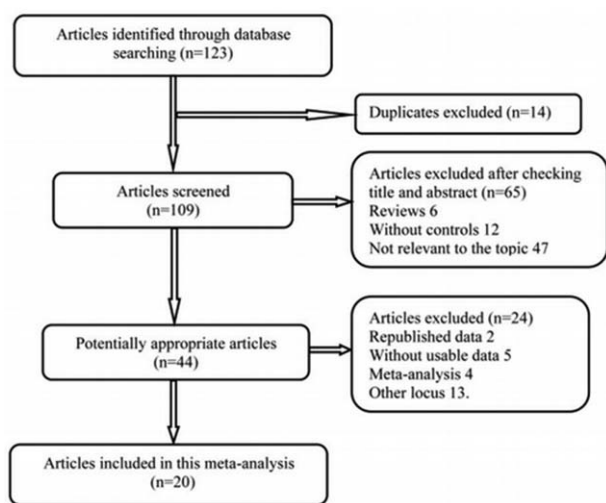 Articles identified through database
searching (n=123)
Duplicates excluded (n=14)
Articles screened
(n=109)
Articles excluded after checking
title and abstract (n=65)
Reviews 6
Without controls 12
Not relevant to the topic 47
Potentially appropriate articles
(n=44)
Articles excluded (n=24)
Republished data 2
Without usable data 5
Meta-analysis 4
Other locus 13.
Articles included in this meta-analysis
(n=20)